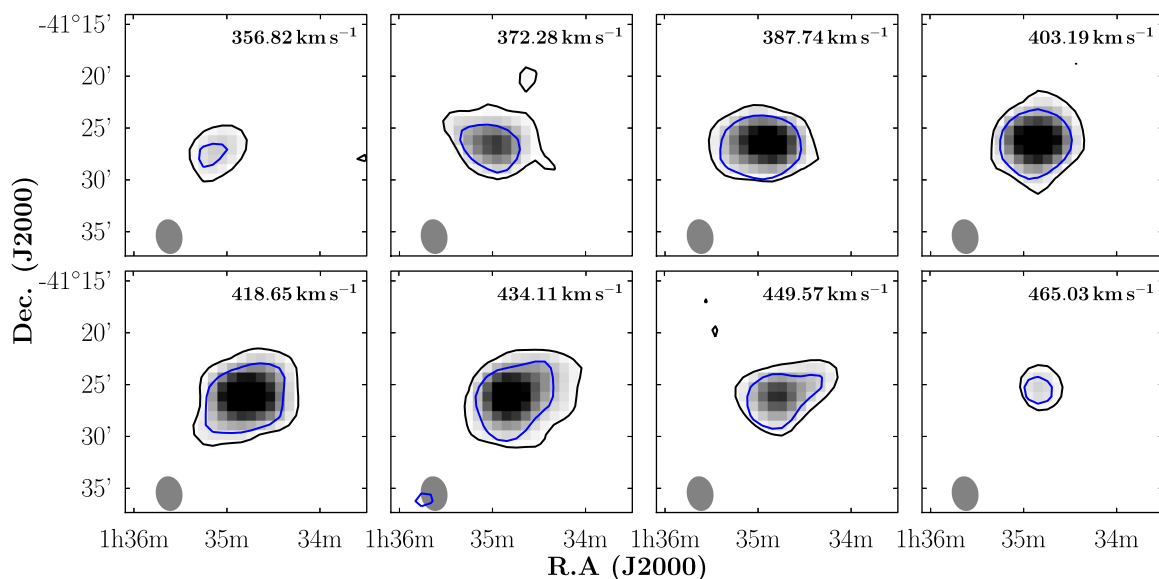 -41°15' 356.82 km s⁻¹ 372.28 km s⁻¹ 387.74 km s⁻¹ 403.19 km s⁻¹
20'
25'
30'
35'
Dec. (J2000)
-41°15' 418.65 km s⁻¹ 434.11 km s⁻¹ 449.57 km s⁻¹ 465.03 km s⁻¹
20'
25'
30'
35'
1h36m 35m 34m 1h36m 35m 34m 1h36m 35m 34m 1h36m 35m 34m
R.A (J2000)